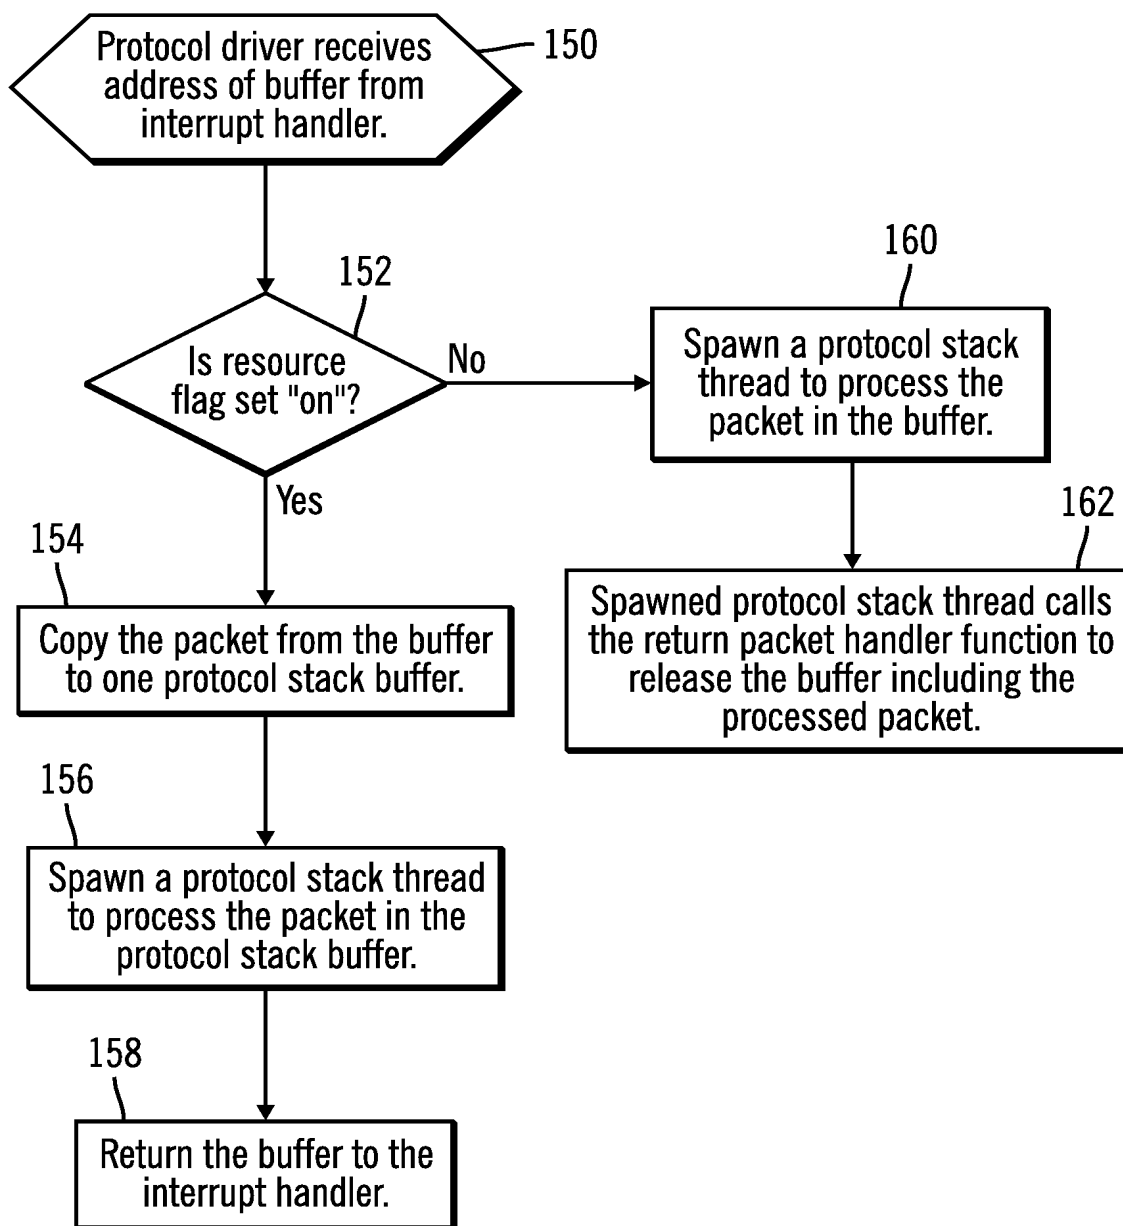 Protocol driver receives
address of buffer from
interrupt handler.
150
152
Is resource
flag set "on"?
No
Yes
160
Spawn a protocol stack
thread to process the
packet in the buffer.
162
Spawned protocol stack thread calls
the return packet handler function to
release the buffer including the
processed packet.
154
Copy the packet from the buffer
to one protocol stack buffer.
156
Spawn a protocol stack thread
to process the packet in the
protocol stack buffer.
158
Return the buffer to the
interrupt handler.